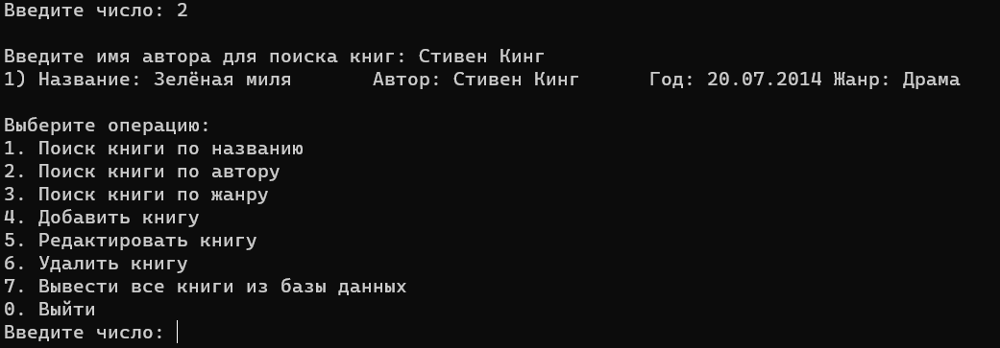 Введите число: 2
Введите имя автора для поиска книг: Стивен Кинг
1) Название: Зелёная миля Автор: Стивен Кинг Год: 20.07.2014 Жанр: Драма
Выберите операцию:
1. Поиск книги по названию
2. Поиск книги по автору
3. Поиск книги по жанру
4. Добавить книгу
5. Редактировать книгу
6. Удалить книгу
7. Вывести все книги из базы данных
0. Выйти
Введите число: